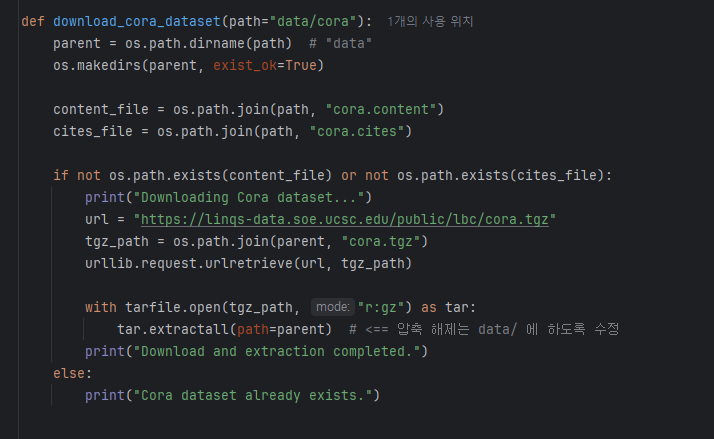 def download_cora_dataset(path="data/cora"): 1개의 사용 위치
parent = os.path.dirname(path)  # "data"
os.makedirs(parent, exist_ok=True)
content_file = os.path.join(path, "cora.content")
cites_file = os.path.join(path, "cora.cites")
if not os.path.exists(content_file) or not os.path.exists(cites_file):
print("Downloading Cora dataset...")
url = "https://linqs-data.soe.ucsc.edu/public/lbc/cora.tgz"
tgz_path = os.path.join(parent, "cora.tgz")
urllib.request.urlretrieve(url, tgz_path)
with tarfile.open(tgz_path, mode: "r:gz") as tar:
tar.extractall(path=parent)  # <== 압축 해제는 data/ 에 하도록 수정
print("Download and extraction completed.")
else:
print("Cora dataset already exists.")